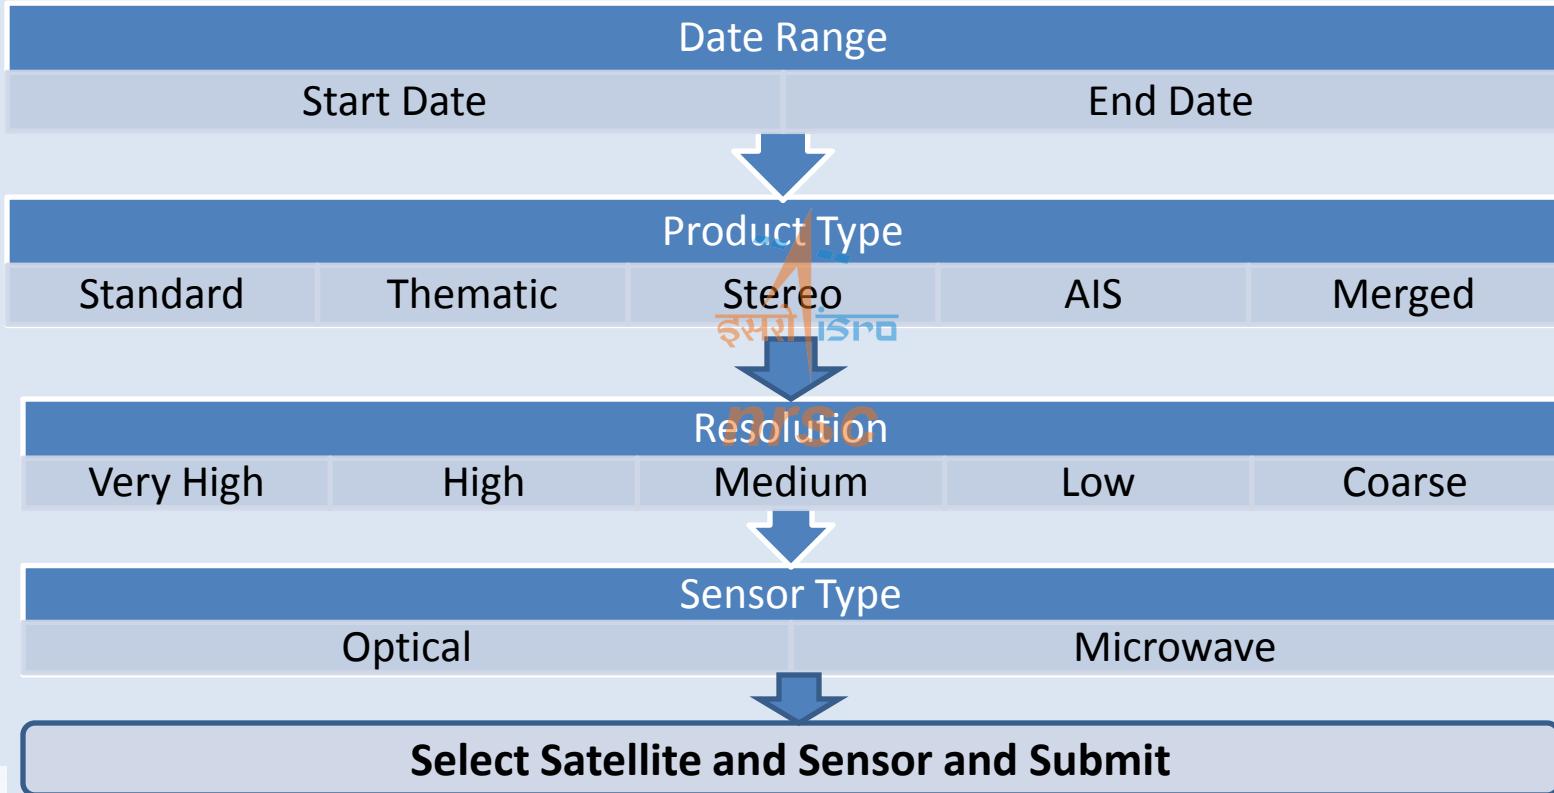 Date Range
Start Date End Date
Product Type
Standard Thematic Stereo AIS Merged
इसरो isro
nrsc
Resolution
Very High High Medium Low Coarse
Sensor Type
Optical Microwave
Select Satellite and Sensor and Submit